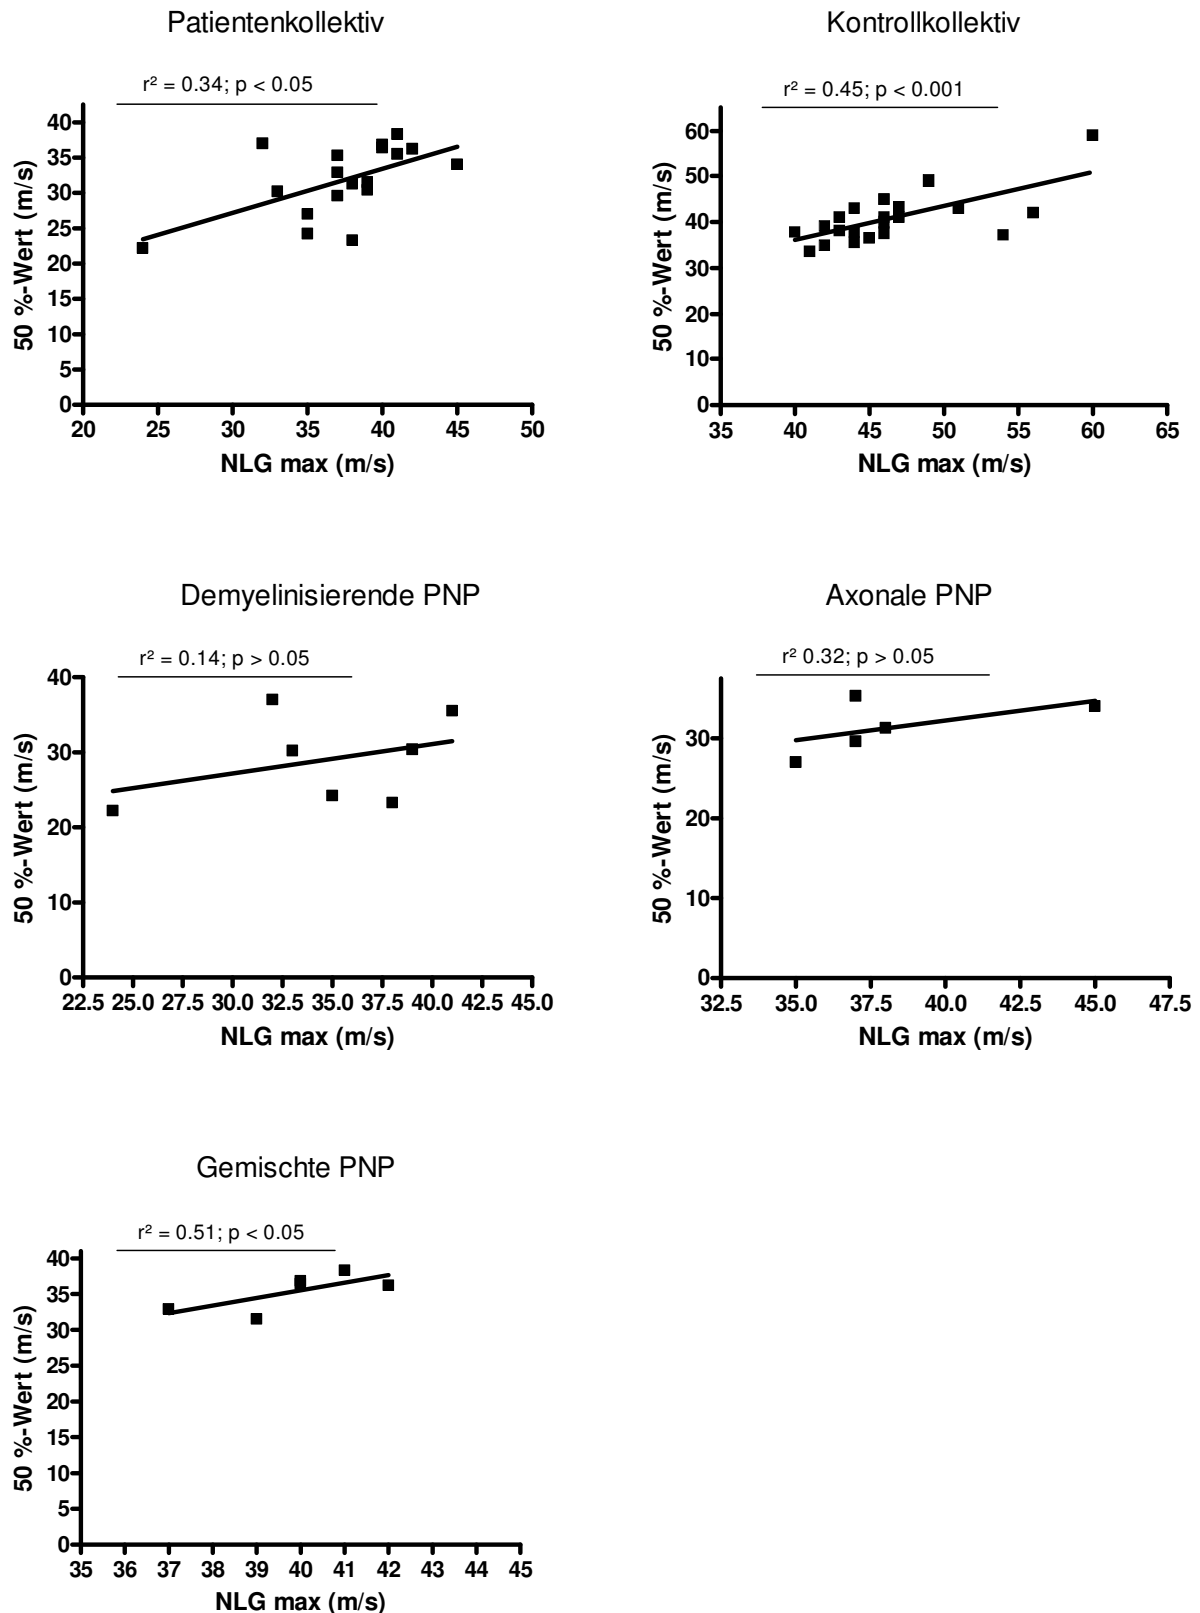 Patientenkollektiv
r² = 0.34; p < 0.05
50 %-Wert (m/s)
40
35
30
25
20
15
10
5
0
20 25 30 35 40 45 50
NLG max (m/s)
Kontrollkollektiv
r² = 0.45; p < 0.001
50 %-Wert (m/s)
60
50
40
30
20
10
0
35 40 45 50 55 60 65
NLG max (m/s)
Demyelinisierende PNP
r² = 0.14; p > 0.05
50 %-Wert (m/s)
40
30
20
10
0
22.5 25.0 27.5 30.0 32.5 35.0 37.5 40.0 42.5 45.0
NLG max (m/s)
Axonale PNP
r² 0.32; p > 0.05
50 %-Wert (m/s)
30
20
10
0
32.5 35.0 37.5 40.0 42.5 45.0 47.5
NLG max (m/s)
Gemischte PNP
r² = 0.51; p < 0.05
50 %-Wert (m/s)
40
35
30
25
20
15
10
5
0
35 36 37 38 39 40 41 42 43 44 45
NLG max (m/s)